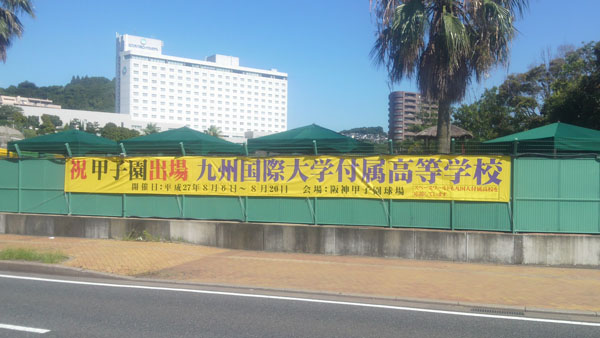 祝 甲子園出場 九州国際大学付属高等学校
開催日：平成27年8月6日～8月20日　会場：阪神甲子園球場